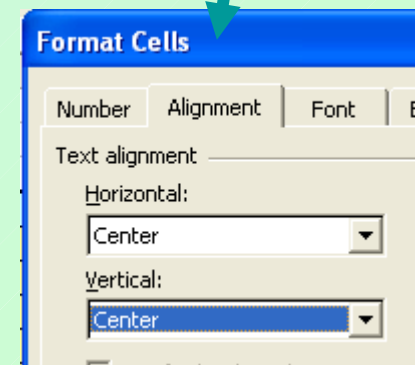 Format Cells
Number Alignment Font
Text alignment
Horizontal:
Center
Vertical:
Center